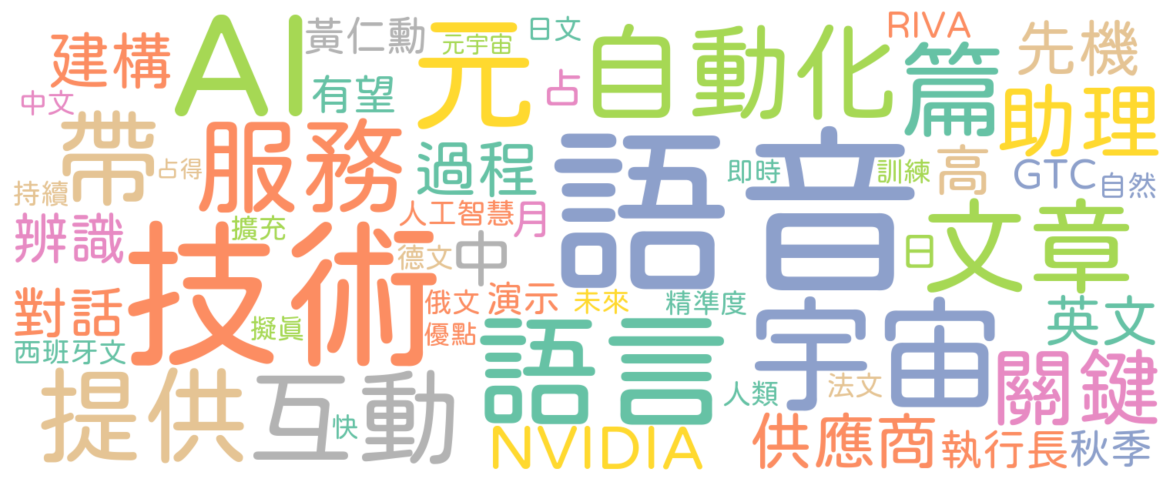 AI
元
自動化
RIVA
篇
先機
建構
黃仁勳
元宇宙
日文
中文
有望
占
助理
帶
占得
服務
過程
語音
即時
訓練
高
GTC
自然
持續
辨識
擴充
人工智慧
月
技術
德文
中
日
文章
對話
擬真
俄文
演示
未來
精準度
優點
西班牙文
語言
宇宙
英文
關鍵
提供
互動
快
人類
法文
NVIDIA
供應商
執行長
秋季